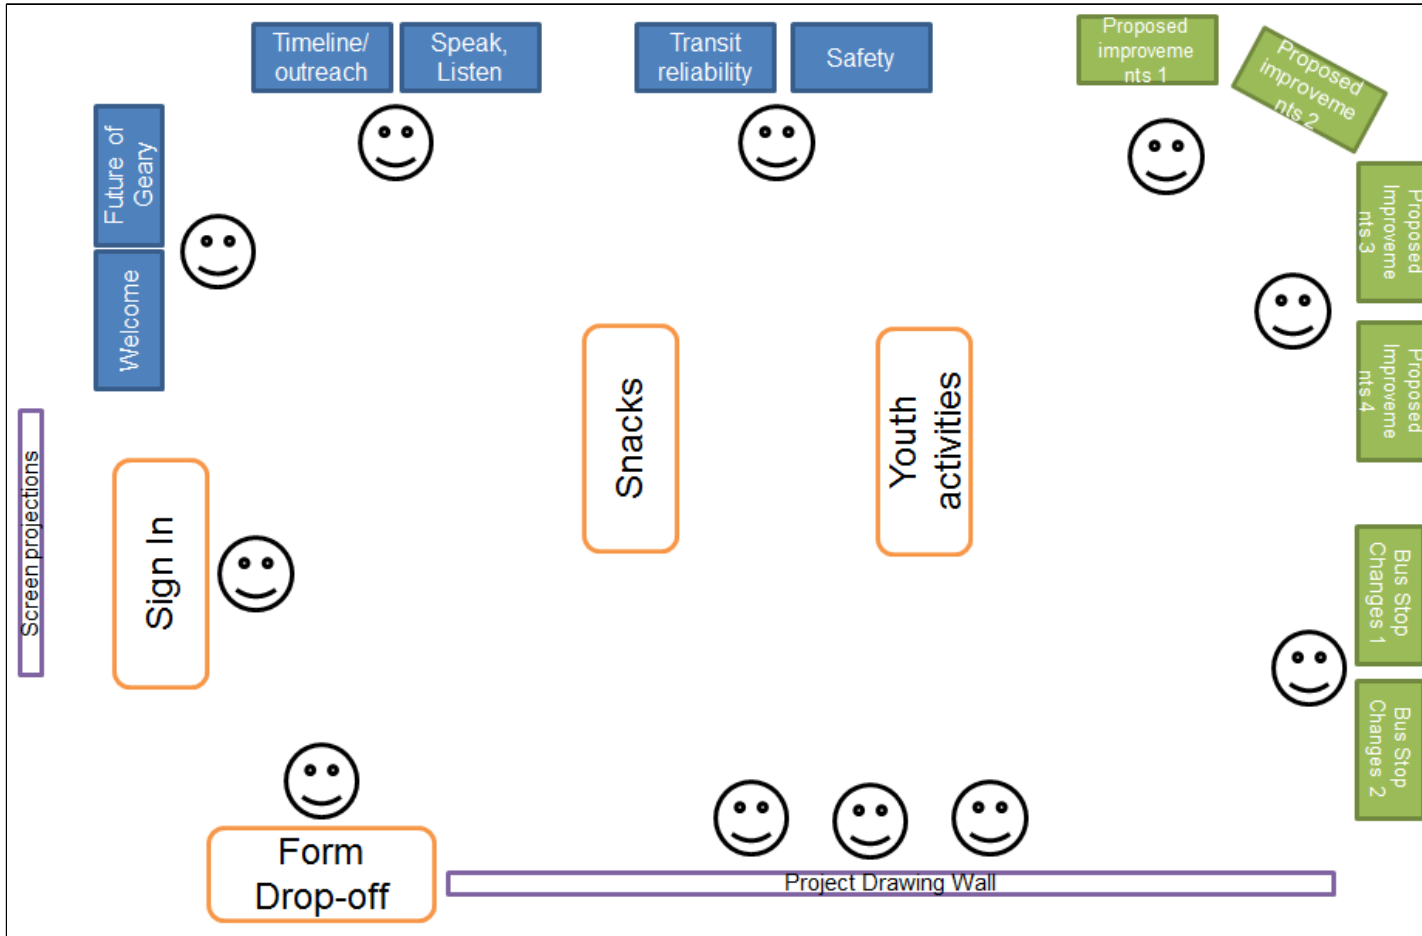 Timeline/
outreach
Speak,
Listen
Transit
reliability
Safety
Proposed
improveme
nts 1
Proposed
improveme
nts 2
Future of
Geary
Welcome
Proposed
Improveme
nts 3
Proposed
Improveme
nts 4
Snacks
Youth
activities
Screen projections
Sign In
Bus Stop
Changes 1
Bus Stop
Changes 2
Form
Drop-off
Project Drawing Wall